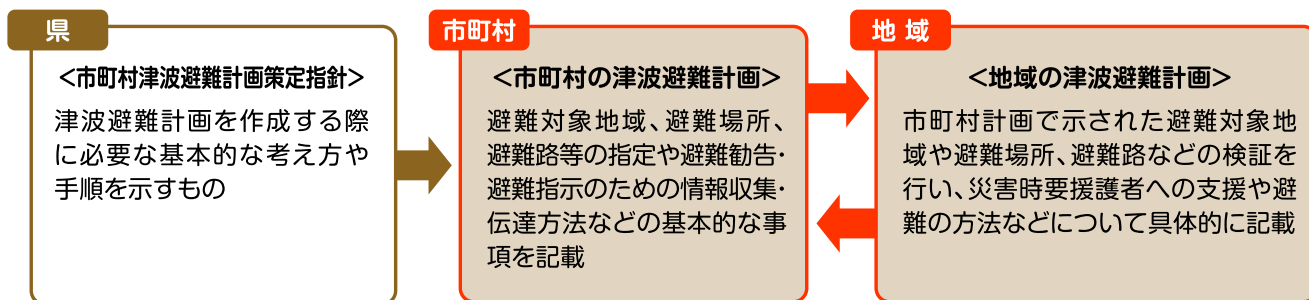 県
<市町村津波避難計画策定指針>
津波避難計画を作成する際
に必要な基本的な考え方や
手順を示すもの
市町村
<市町村の津波避難計画>
避難対象地域、避難場所、
避難路等の指定や避難勧告・
避難指示のための情報収集・
伝達方法などの基本的な事
項を記載
地域
<地域の津波避難計画>
市町村計画で示された避難対象地
域や避難場所、避難路などの検証を
行い、災害時要援護者への支援や避
難の方法などについて具体的に記載